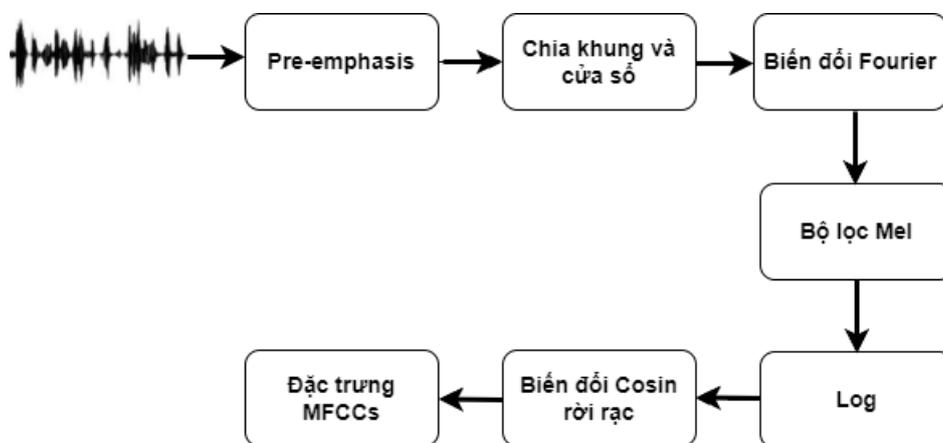 Pre-emphasis
Chia khung và
cửa sổ
Biến đổi Fourier
Bộ lọc Mel
Log
Biến đổi Cosin
rời rạc
Đặc trưng
MFCCs